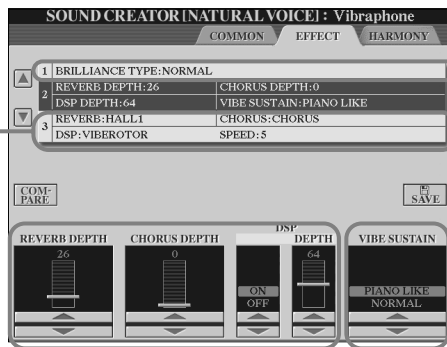 SOUND CREATOR [NATURAL VOICE] : Vibraphone
COMMON EFFECT HARMONY
1 BRILLIANCE TYPE:NORMAL
2 REVERB DEPTH:26 CHORUS DEPTH:0
DSP DEPTH:64 VIBE SUSTAIN:PIANO LIKE
3 REVERB:HALL1 CHORUS:CHORUS
DSP:VIBEROTOR SPEED:5
COM-
PARE
SAVE
DSP
REVERB DEPTH CHORUS DEPTH DEPTH VIBE SUSTAIN
26 0 64
ON PIANO LIKE
OFF NORMAL